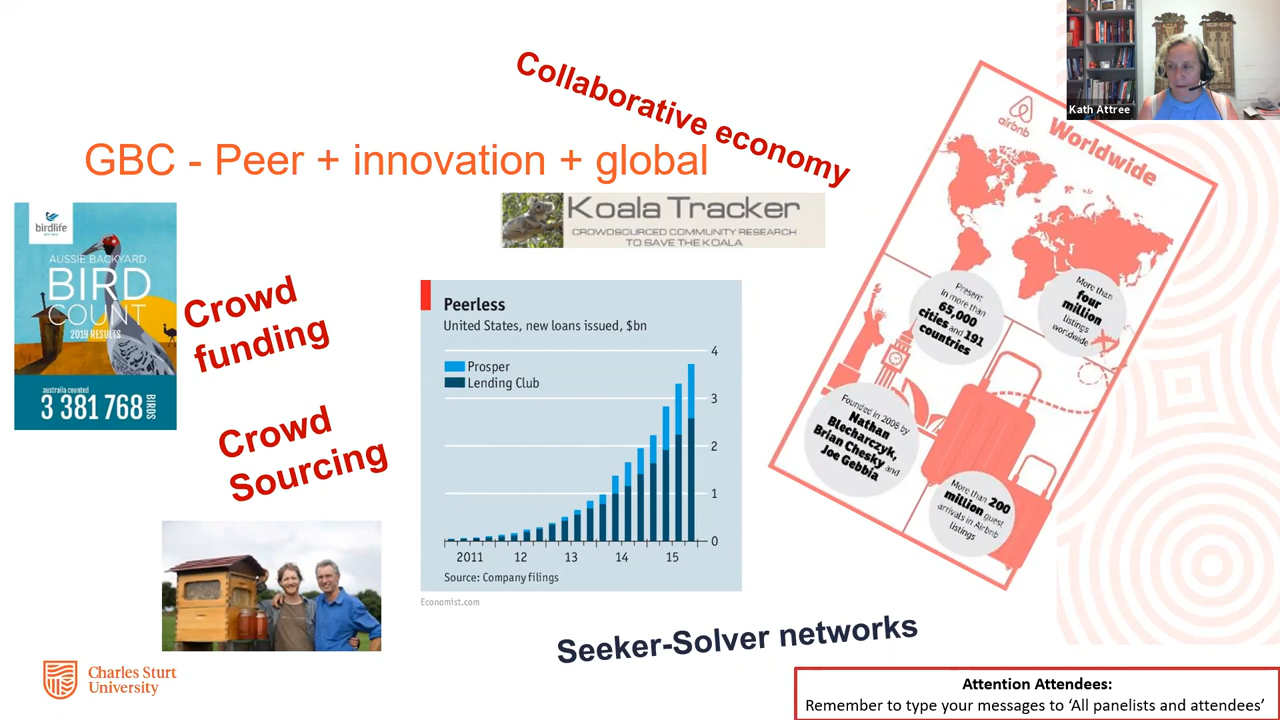 Collaborative economy
Kath Attree
GBC - Peer + innovation + global
birdlife
AUSSIE BACKYARD
BIRD
COUNT
2019 RESULTS
australia counted
3 381 768
BIRDS
Koala Tracker
CROWDSOURCED COMMUNITY RESEARCH
TO SAVE THE KOALA
Crowd
funding
Crowd
Sourcing
Peerless
United States, new loans issued, $bn
Prosper
Lending Club
4
3
2
1
0
2011 12 13 14 15
Source: Company filings
Economist.com
airbnb
Worldwide
Present
in more than
65,000
cities and 191
countries
More than
four
million
listings
worldwide
Founded in 2008 by
Nathan
Blecharczyk,
Brian Chesky and
Joe Gebbia
More than 200
million guest
arrivals in Airbnb
listings
Seeker-Solver networks
Charles Sturt
University
Attention Attendees:
Remember to type your messages to ‘All panelists and attendees’